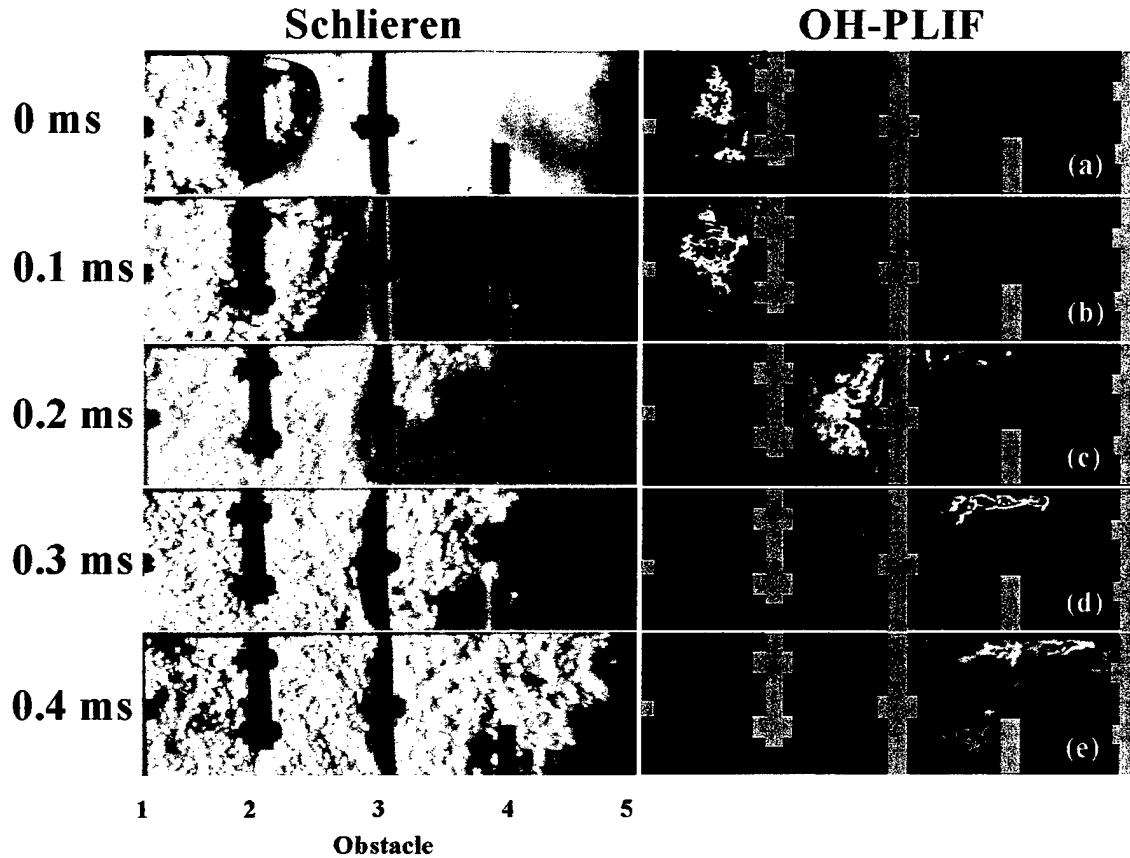 Schlieren OH-PLIF
0 ms (a)
0.1 ms (b)
0.2 ms (c)
0.3 ms (d)
0.4 ms (e)
1 2 3 4 5
Obstacle